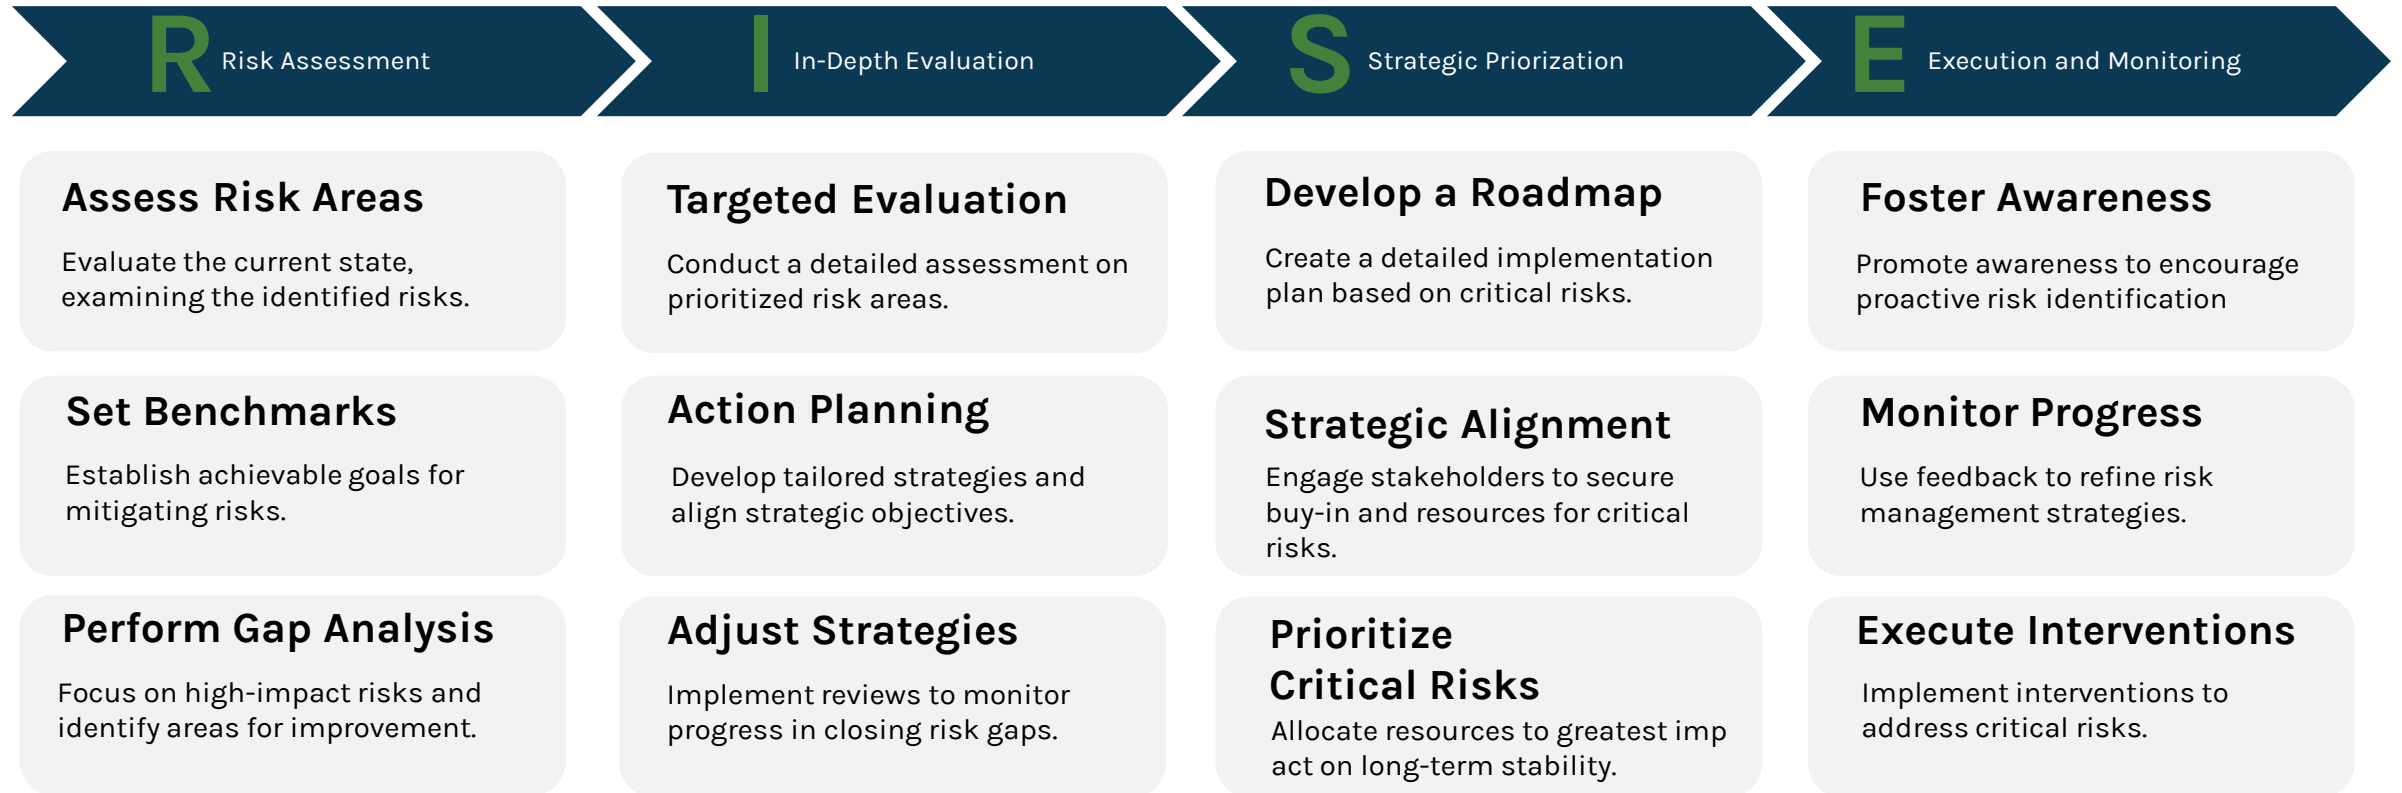 R Risk Assessment
I In-Depth Evaluation
S Strategic Priorization
E Execution and Monitoring
Assess Risk Areas
Evaluate the current state,
examining the identified risks.
Set Benchmarks
Establish achievable goals for
mitigating risks.
Perform Gap Analysis
Focus on high-impact risks and
identify areas for improvement.
Targeted Evaluation
Conduct a detailed assessment on
prioritized risk areas.
Action Planning
Develop tailored strategies and
align strategic objectives.
Adjust Strategies
Implement reviews to monitor
progress in closing risk gaps.
Develop a Roadmap
Create a detailed implementation
plan based on critical risks.
Strategic Alignment
Engage stakeholders to secure
buy-in and resources for critical
risks.
Prioritize
Critical Risks
Allocate resources to greatest imp
act on long-term stability.
Foster Awareness
Promote awareness to encourage
proactive risk identification
Monitor Progress
Use feedback to refine risk
management strategies.
Execute Interventions
Implement interventions to
address critical risks.